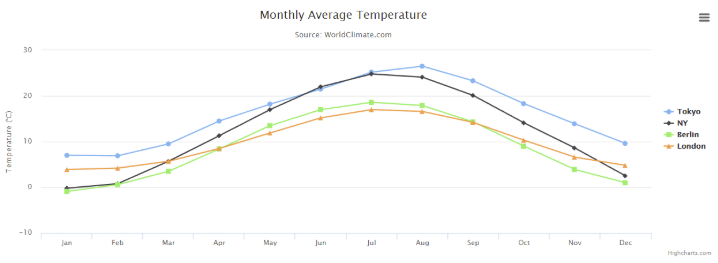 Monthly Average Temperature
Source: WorldClimate.com
Temperature (°C)
30
20
10
0
-10
Jan Feb Mar Apr May Jun Jul Aug Sep Oct Nov Dec
Tokyo
NY
Berlin
London
Highcharts.com